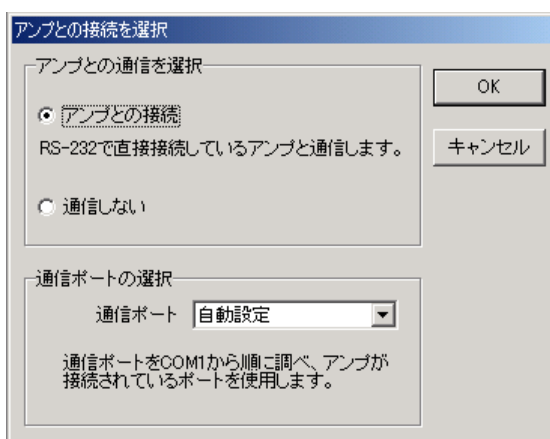 アンプとの接続を選択
アンプとの通信を選択
アンプとの接続
RS-232で直接接続しているアンプと通信します。
通信しない
OK
キャンセル
通信ポートの選択
通信ポート 自動設定
通信ポートをCOM1から順に調べ、アンプが
接続されているポートを使用します。